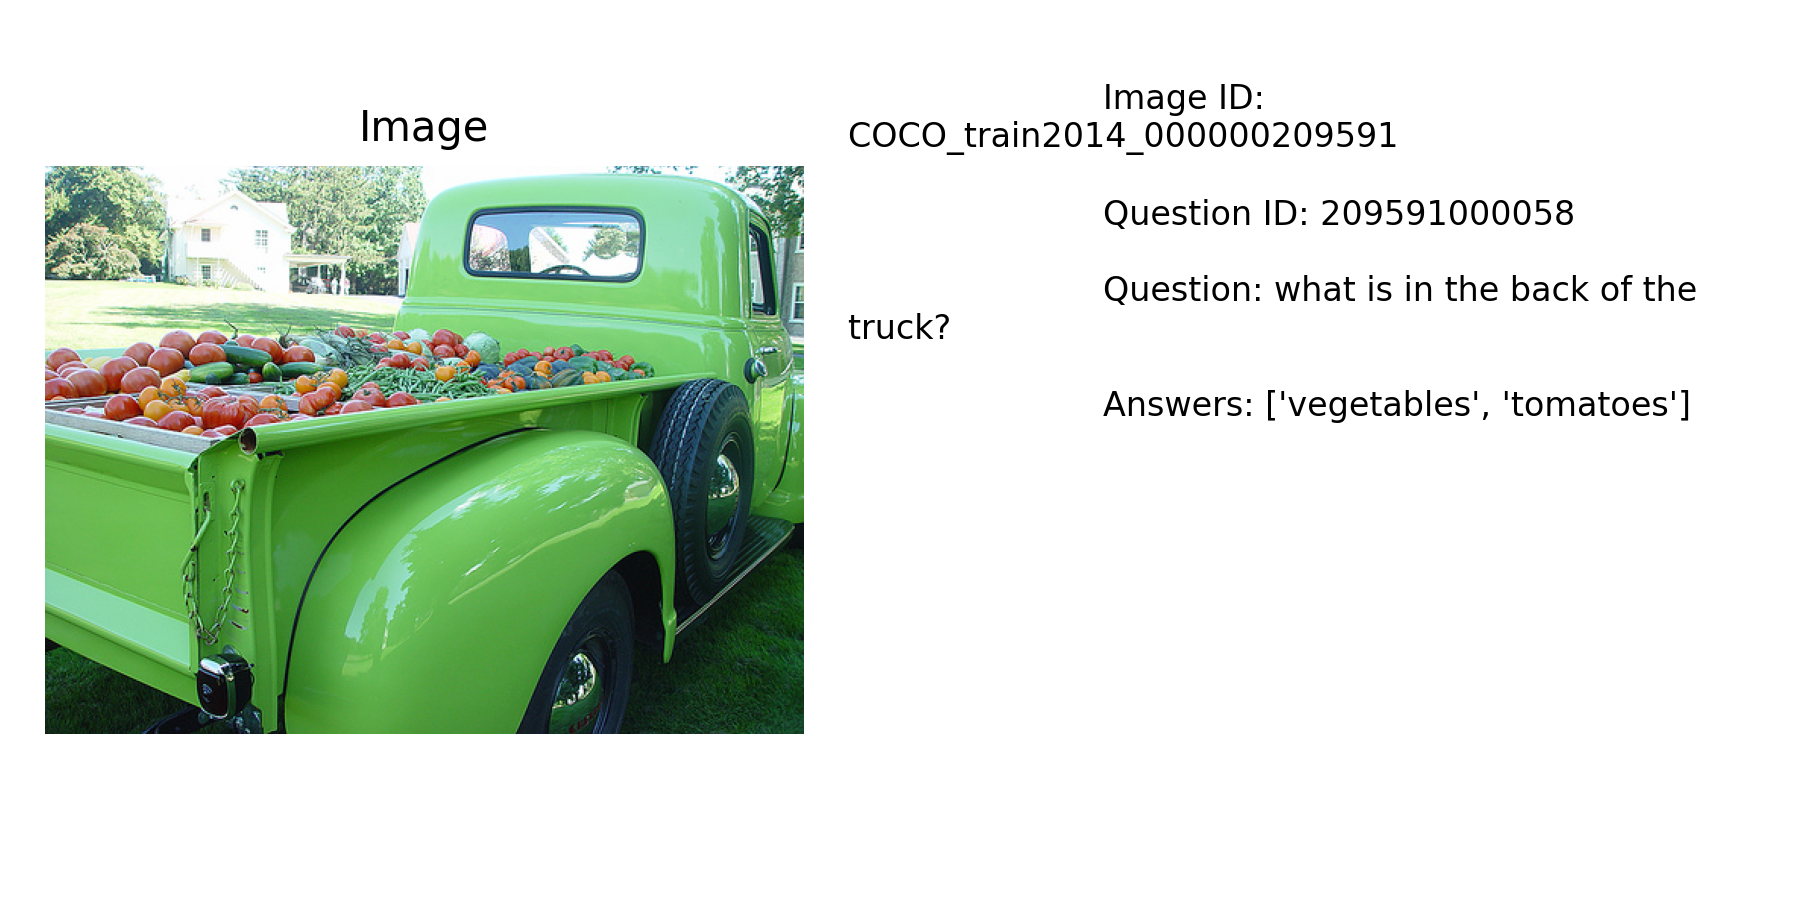 Image
Image ID:
COCO_train2014_000000209591
Question ID: 209591000058
Question: what is in the back of the
truck?
Answers: ['vegetables', 'tomatoes']